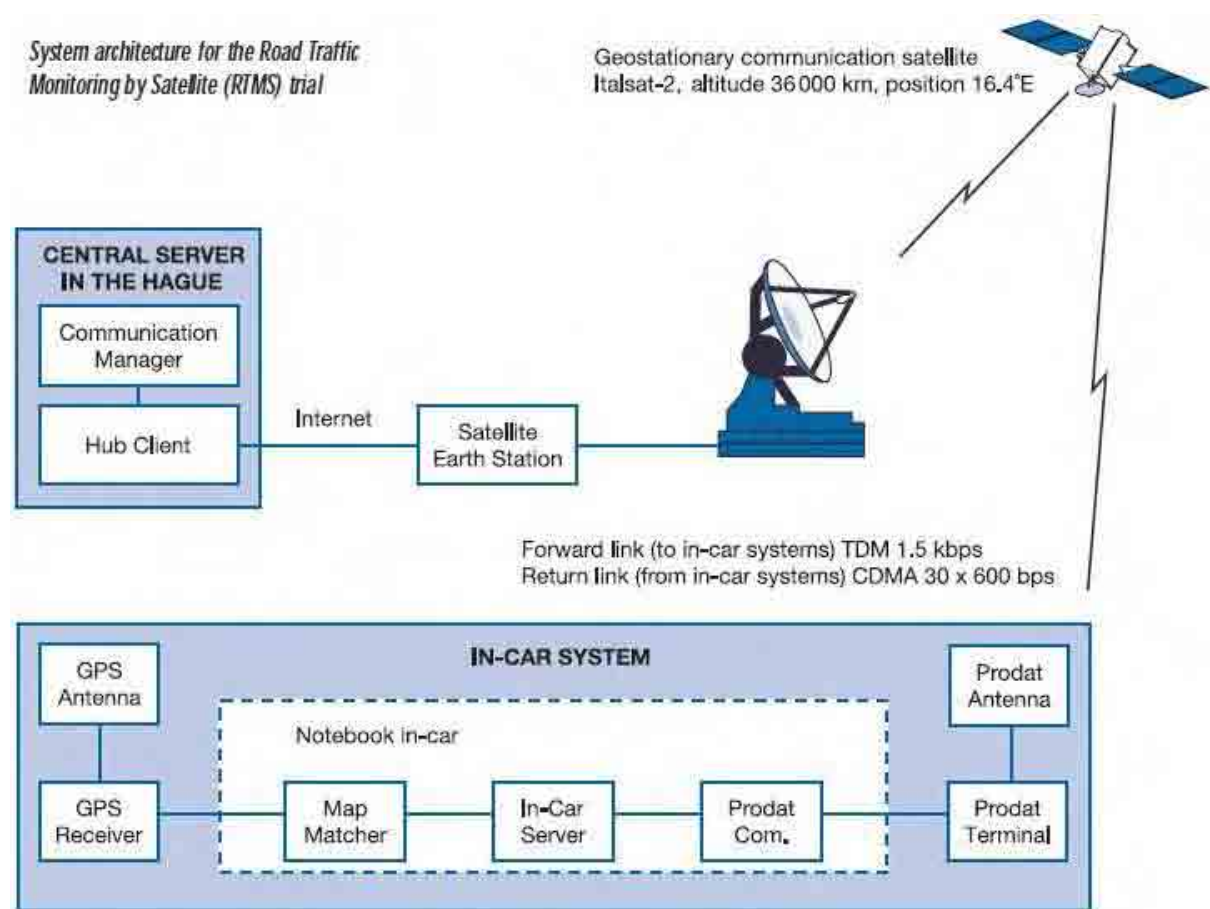 System architecture for the Road Traffic
Monitoring by Satellite (RTMS) trial
Geostationary communication satellite
Italsat-2, altitude 36 000 km, position 16.4°E
CENTRAL SERVER
IN THE HAGUE
Communication
Manager
Hub Client
Internet
Satellite
Earth Station
Forward link (to in-car systems) TDM 1.5 kbps
Return link (from in-car systems) CDMA 30 x 600 bps
IN-CAR SYSTEM
GPS
Antenna
Prodat
Antenna
Notebook in-car
GPS
Receiver
Map
Matcher
In-Car
Server
Prodat
Com.
Prodat
Terminal